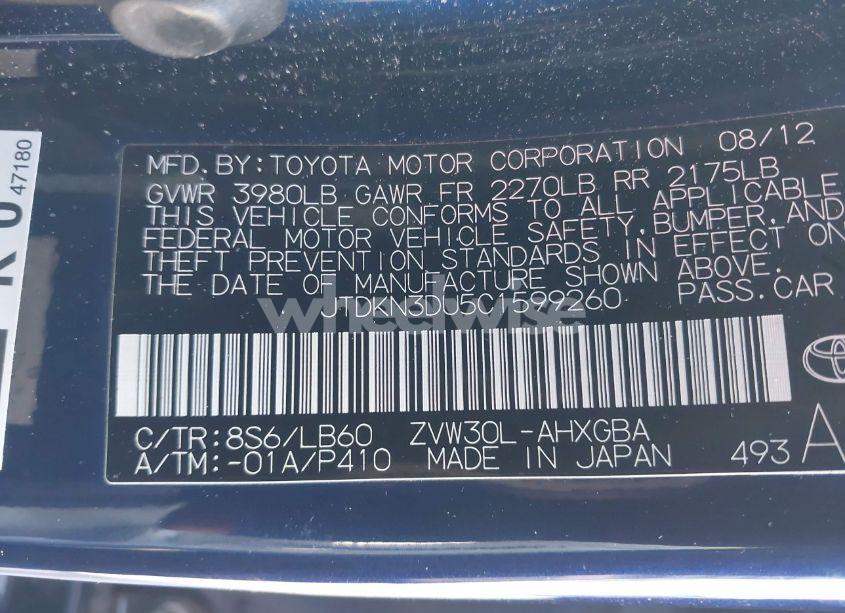 47180
MFD. BY: TOYOTA MOTOR CORPORATION 08/12
GVWR 3980LB GAWR FR 2270LB RR 2175LB
THIS VEHICLE CONFORMS TO ALL APPLICABLE
FEDERAL MOTOR VEHICLE SAFETY, BUMPER, AND
THEFT PREVENTION STANDARDS IN EFFECT ON
THE DATE OF MANUFACTURE SHOWN ABOVE.
JTDKN3DU5C1599260 PASS. CAR
wheelwise
C/TR: 8S6/LB60 ZVW30L-AHXGBA
A/TM: -01A/P410 MADE IN JAPAN 493 A